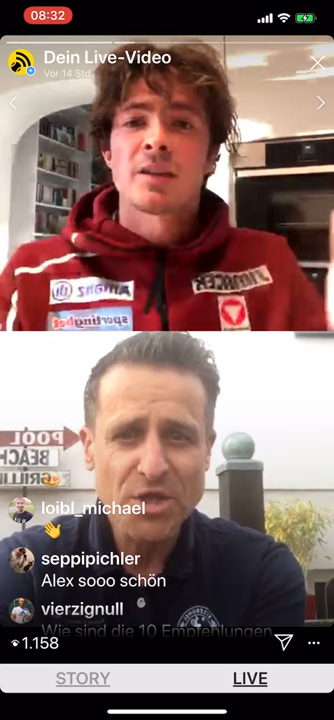 08:32
Dein Live-Video
Vor 14 Std.
Allianz
sportingbet
POOL
BEACH
GRILL
loibl_michael
👋
seppipichler
Alex sooo schön
vierzignull
Wie sind die 10 Empfehlungen
1.158
STORY
LIVE